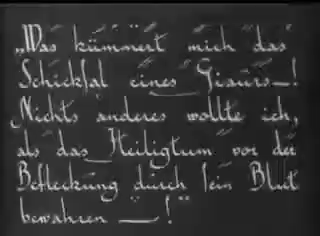 „Was kümmert mich das
Schickſal eines Giaurs—!
Nichts anderes wollte ich,
als das Heiligtum vor der
Befleckung durch ſein Blut
bewahren —!"